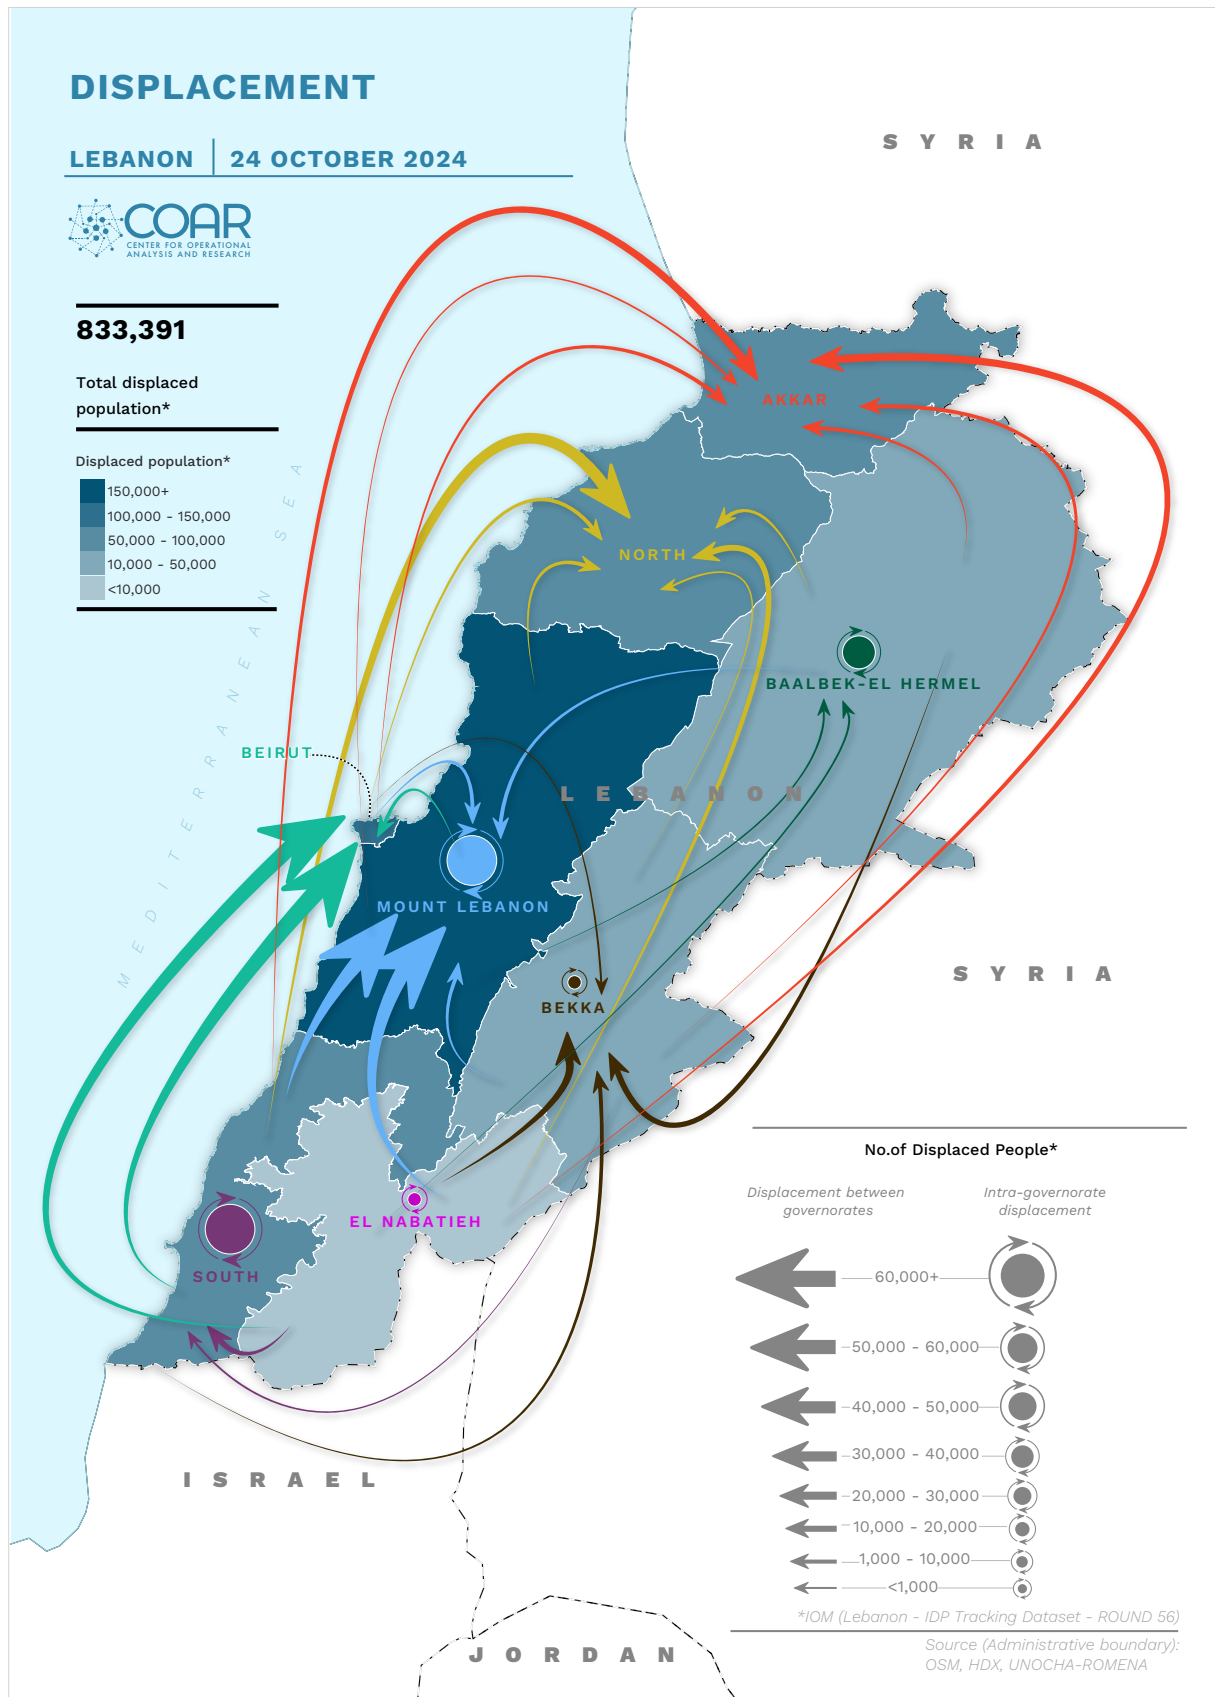 DISPLACEMENT
LEBANON | 24 OCTOBER 2024
COAR
CENTER FOR OPERATIONAL
ANALYSIS AND RESEARCH
833,391
Total displaced
population*
Displaced population*
150,000+
100,000 - 150,000
50,000 - 100,000
10,000 - 50,000
<10,000
MEDITERRANEAN SEA
SYRIA
AKKAR
NORTH
BAALBEK-EL HERMEL
BEIRUT
LEBANON
MOUNT LEBANON
BEKKA
SYRIA
EL NABATIEH
SOUTH
ISRAEL
JORDAN
No.of Displaced People*
Displacement between
governorates
Intra-governorate
displacement
60,000+
50,000 - 60,000
40,000 - 50,000
30,000 - 40,000
20,000 - 30,000
10,000 - 20,000
1,000 - 10,000
<1,000
*IOM (Lebanon - IDP Tracking Dataset - ROUND 56)
Source (Administrative boundary):
OSM, HDX, UNOCHA-ROMENA